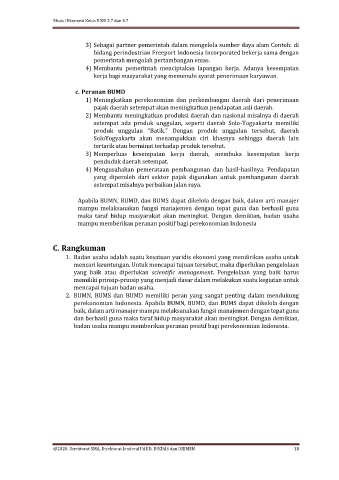 Modul Ekonomi Kelas X KD 3.7 dan 4.7
3) Sebagai partner pemerintah dalam mengelola sumber daya alam Contoh: di
bidang perindustrian Freeport Indonesia Incorporated bekerja sama dengan
pemerintah mengolah pertambangan emas.
4) Membantu pemerintah menciptakan lapangan kerja. Adanya kesempatan
kerja bagi masyarakat yang memenuhi syarat penerimaan karyawan.
c. Peranan BUMD
1) Meningkatkan perekonomian dan perkembangan daerah dari penerimaan
pajak daerah setempat akan meningkatkan pendapatan asli daerah.
2) Membantu meningkatkan produksi daerah dan nasional misalnya di daerah
setempat ada produk unggulan, seperti daerah Solo-Yogyakarta memiliki
produk unggulan "Batik." Dengan produk unggulan tersebut, daerah
SoloYogyakarta akan menampakkan ciri khasnya sehingga daerah lain
tertarik atau berminat terhadap produk tersebut.
3) Memperluas kesempatan kerja daerah, membuka kesempatan kerja
penduduk daerah setempat.
4) Mengusahakan pemerataan pembangunan dan hasil-hasilnya. Pendapatan
yang diperoleh dari sektor pajak digunakan untuk pembangunan daerah
setempat misalnya perbaikan jalan raya.
Apabila BUMN, BUMD, dan BUMS dapat dikelola dengan baik, dalam arti manajer
mampu melaksanakan fungsi manajemen dengan tepat guna dan berhasil guna
maka taraf hidup masyarakat akan meningkat. Dengan demikian, badan usaha
mampu memberikan peranan positif bagi perekonomian Indonesia
C. Rangkuman
1. Badan usaha adalah suatu kesatuan yuridis ekonomi yang mendirikan usaha untuk
mencari keuntungan. Untuk mencapai tujuan tersebut, maka diperlukan pengelolaan
yang baik atau diperlukan scientific management. Pengelolaan yang baik harus
memiliki prinsip-prinsip yang menjadi dasar dalam melakukan suatu kegiatan untuk
mencapai tujuan badan usaha.
2. BUMN, BUMS dan BUMD memiliki peran yang sangat penting dalam mendukung
perekonomian Indonesia. Apabila BUMN, BUMD, dan BUMS dapat dikelola dengan
baik, dalam arti manajer mampu melaksanakan fungsi manajemen dengan tepat guna
dan berhasil guna maka taraf hidup masyarakat akan meningkat. Dengan demikian,
badan usaha mampu memberikan peranan positif bagi perekonomian Indonesia.
@2020, Direktorat SMA, Direktorat Jenderal PAUD, DIKDAS dan DIKMEN 18